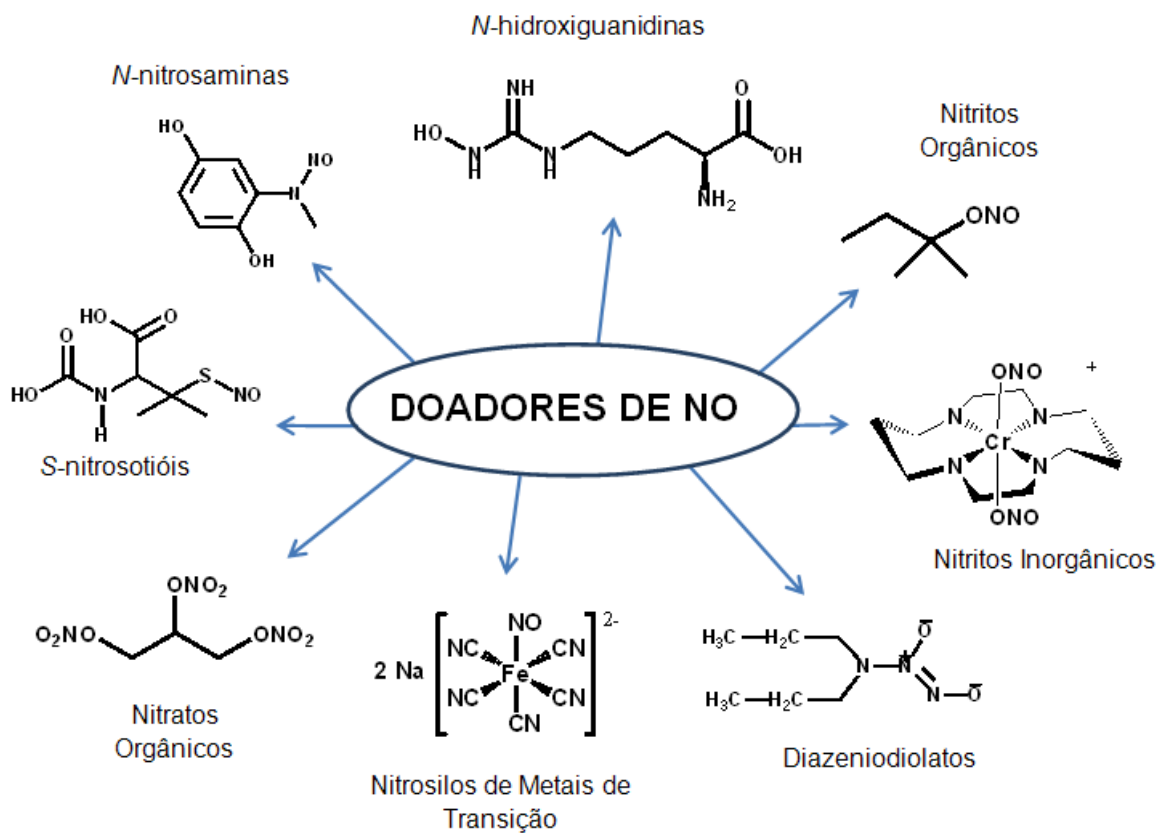 N-hidroxiguanidinas
N-nitrosaminas
Nitritos
Orgânicos
HO
NO
N
OH
NH
HO
N
H
N
H
O
OH
NH₂
ONO
O
HO
O
HO
N
H
S
NO
S-nitrosotióis
DOADORES DE NO
ONO
+
N
N
Cr
N
N
ONO
Nitritos Inorgânicos
ONO₂
O₂NO
ONO₂
Nitratos
Orgânicos
2 Na
NO
2-
NC
CN
Fe
NC
CN
CN
Nitrosilos de Metais de
Transição
H₃C
H₂C
N
N
+
O
–
N
O
–
H₃C
H₂C
Diazeniodiolatos